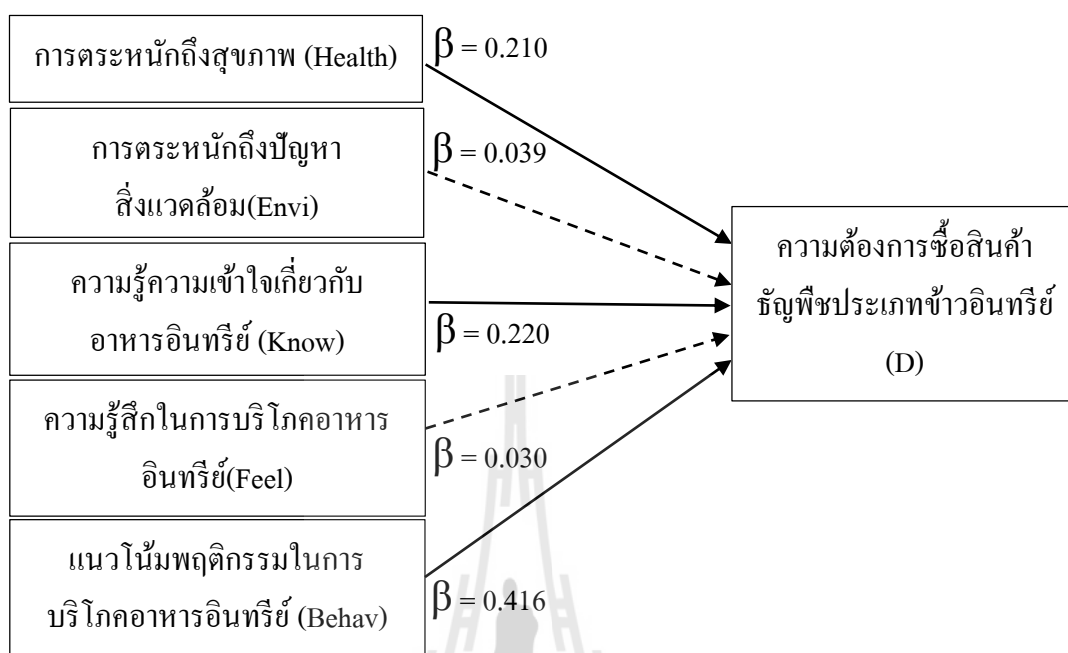 การตระหนักถึงสุขภาพ (Health)
β = 0.210
การตระหนักถึงปัญหา
สิ่งแวดล้อม(Envi)
β = 0.039
ความรู้ความเข้าใจเกี่ยวกับ
อาหารอินทรีย์ (Know)
β = 0.220
ความรู้สึกในการบริโภคอาหาร
อินทรีย์(Feel)
β = 0.030
แนวโน้มพฤติกรรมในการ
บริโภคอาหารอินทรีย์ (Behav)
β = 0.416
ความต้องการซื้อสินค้า
ธัญพืชประเภทข้าวอินทรีย์
(D)